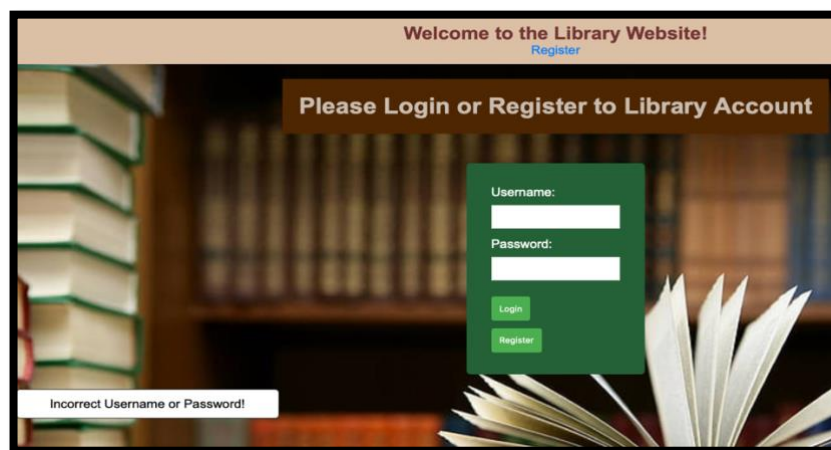 Welcome to the Library Website!
Register
Please Login or Register to Library Account
Username:
Password:
Login
Register
Incorrect Username or Password!